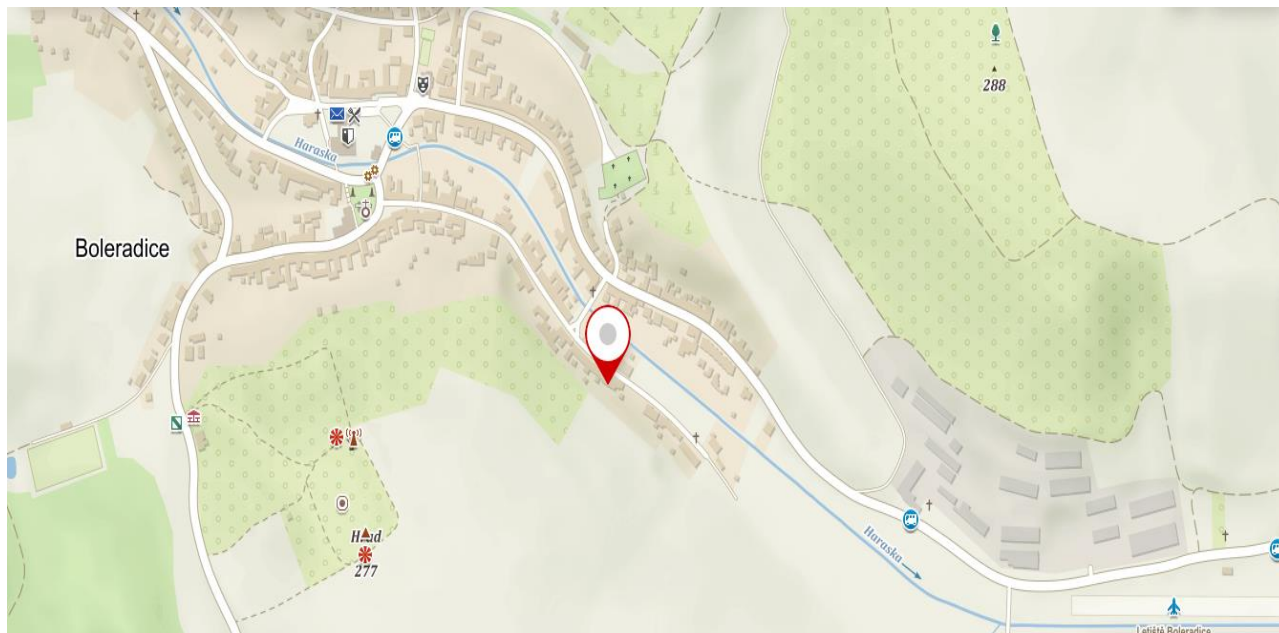 288
Haraska
Boleradice
Hrad
277
Haraska
Letiště Boleradice